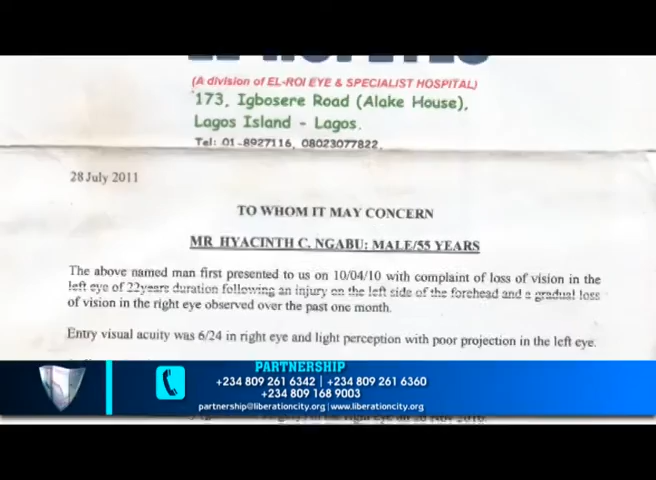 (A division of EL-ROI EYE & SPECIALIST HOSPITAL)
173, Igbosere Road (Alake House),
Lagos Island - Lagos.
Tel: 01-8927116, 08023077822,
28 July 2011
TO WHOM IT MAY CONCERN
MR HYACINTH C. NGABU: MALE/55 YEARS
The above named man first presented to us on 10/04/10 with complaint of loss of vision in the
left eye of 22years duration following an injury on the left side of the forehead and a gradual loss
of vision in the right eye observed over the past one month.
Entry visual acuity was 6/24 in right eye and light perception with poor projection in the left eye.
PARTNERSHIP
+234 809 261 6342 | +234 809 261 6360
+234 809 168 9003
partnership@liberationcity.org | www.liberationcity.org